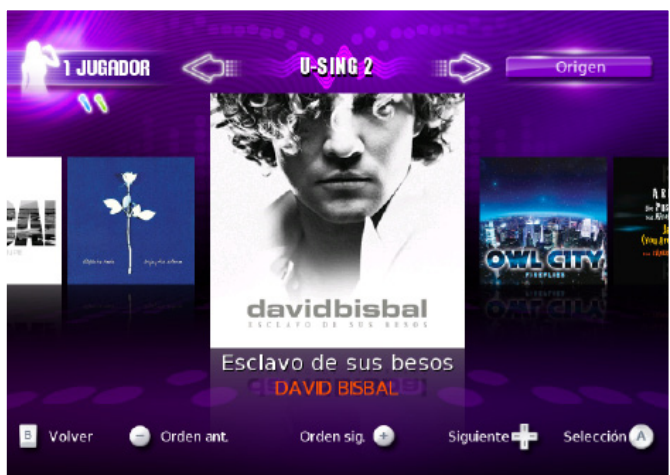 1 JUGADOR
U-SING 2
Origen
davidbisbal
ESCLAVO DE SUS BESOS
OWL CITY
FIREFLIES
Esclavo de sus besos
DAVID BISBAL
B Volver
- Orden ant.
Orden sig. +
Siguiente
Selección A